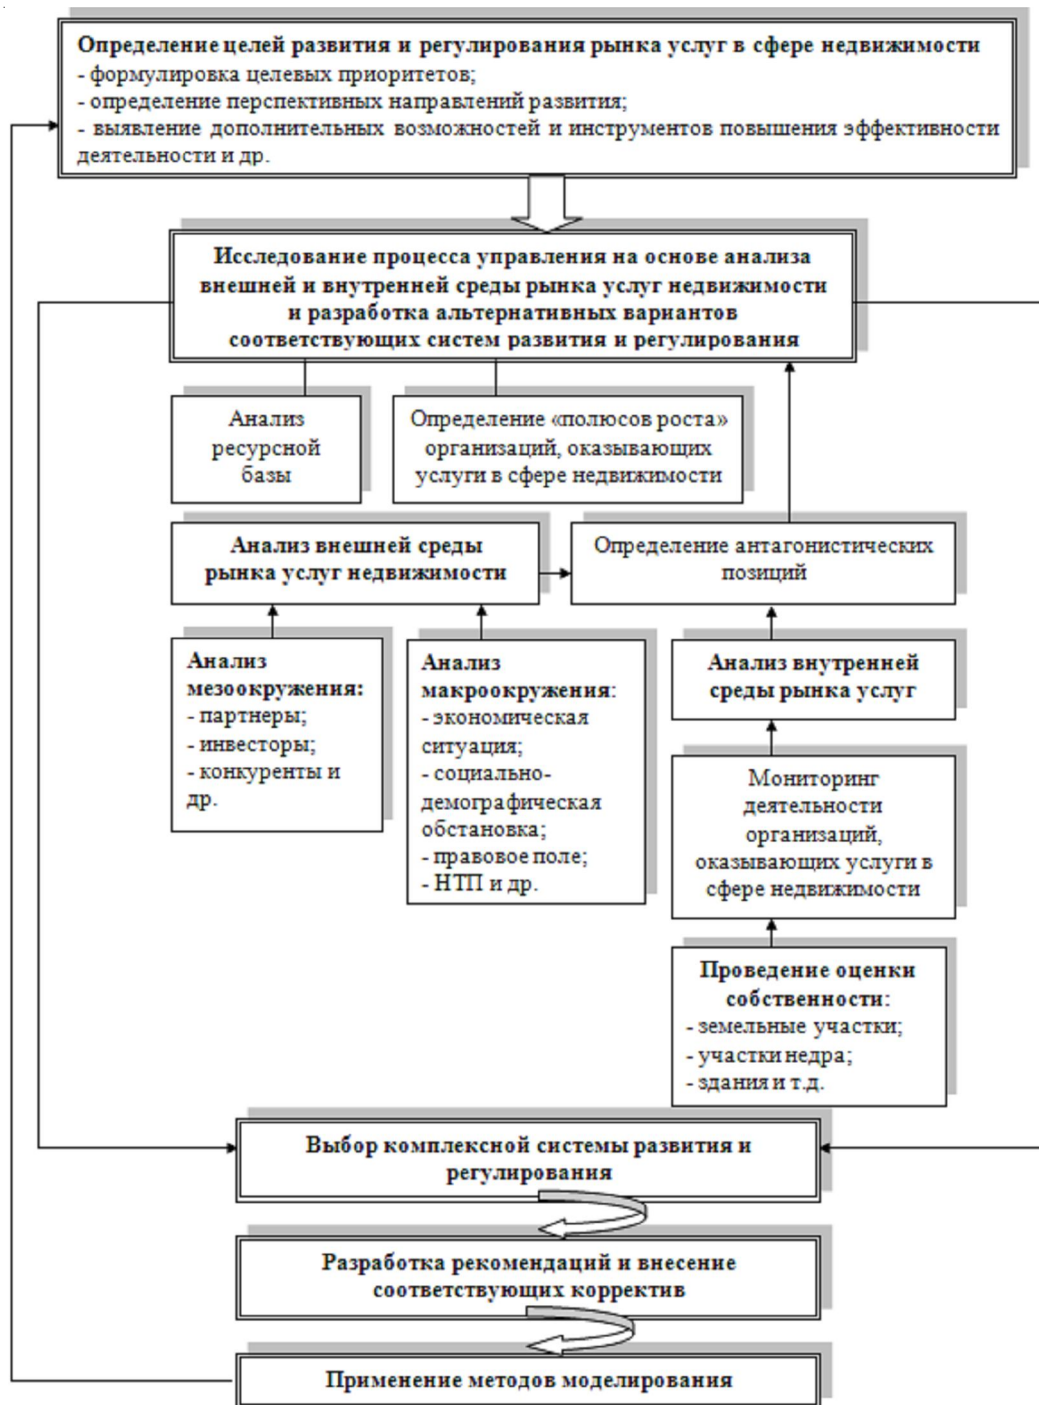 Определение целей развития и регулирования рынка услуг в сфере недвижимости
- формулировка целевых приоритетов;
- определение перспективных направлений развития;
- выявление дополнительных возможностей и инструментов повышения эффективности
деятельности и др.
Исследование процесса управления на основе анализа
внешней и внутренней среды рынка услуг недвижимости
и разработка альтернативных вариантов
соответствующих систем развития и регулирования
Анализ
ресурсной
базы
Определение «полюсов роста»
организаций, оказывающих
услуги в сфере недвижимости
Анализ внешней среды
рынка услуг недвижимости
Определение антагонистических
позиций
Анализ
мезоокружения:
- партнеры;
- инвесторы;
- конкуренты и
др.
Анализ
макроокружения:
- экономическая
ситуация;
- социально-
демографическая
обстановка;
- правовое поле;
- НТП и др.
Анализ внутренней
среды рынка услуг
Мониторинг
деятельности
организаций,
оказывающих услуги в
сфере недвижимости
Проведение оценки
собственности:
- земельные участки;
- участки недра;
- здания и т.д.
Выбор комплексной системы развития и
регулирования
Разработка рекомендаций и внесение
соответствующих корректив
Применение методов моделирования